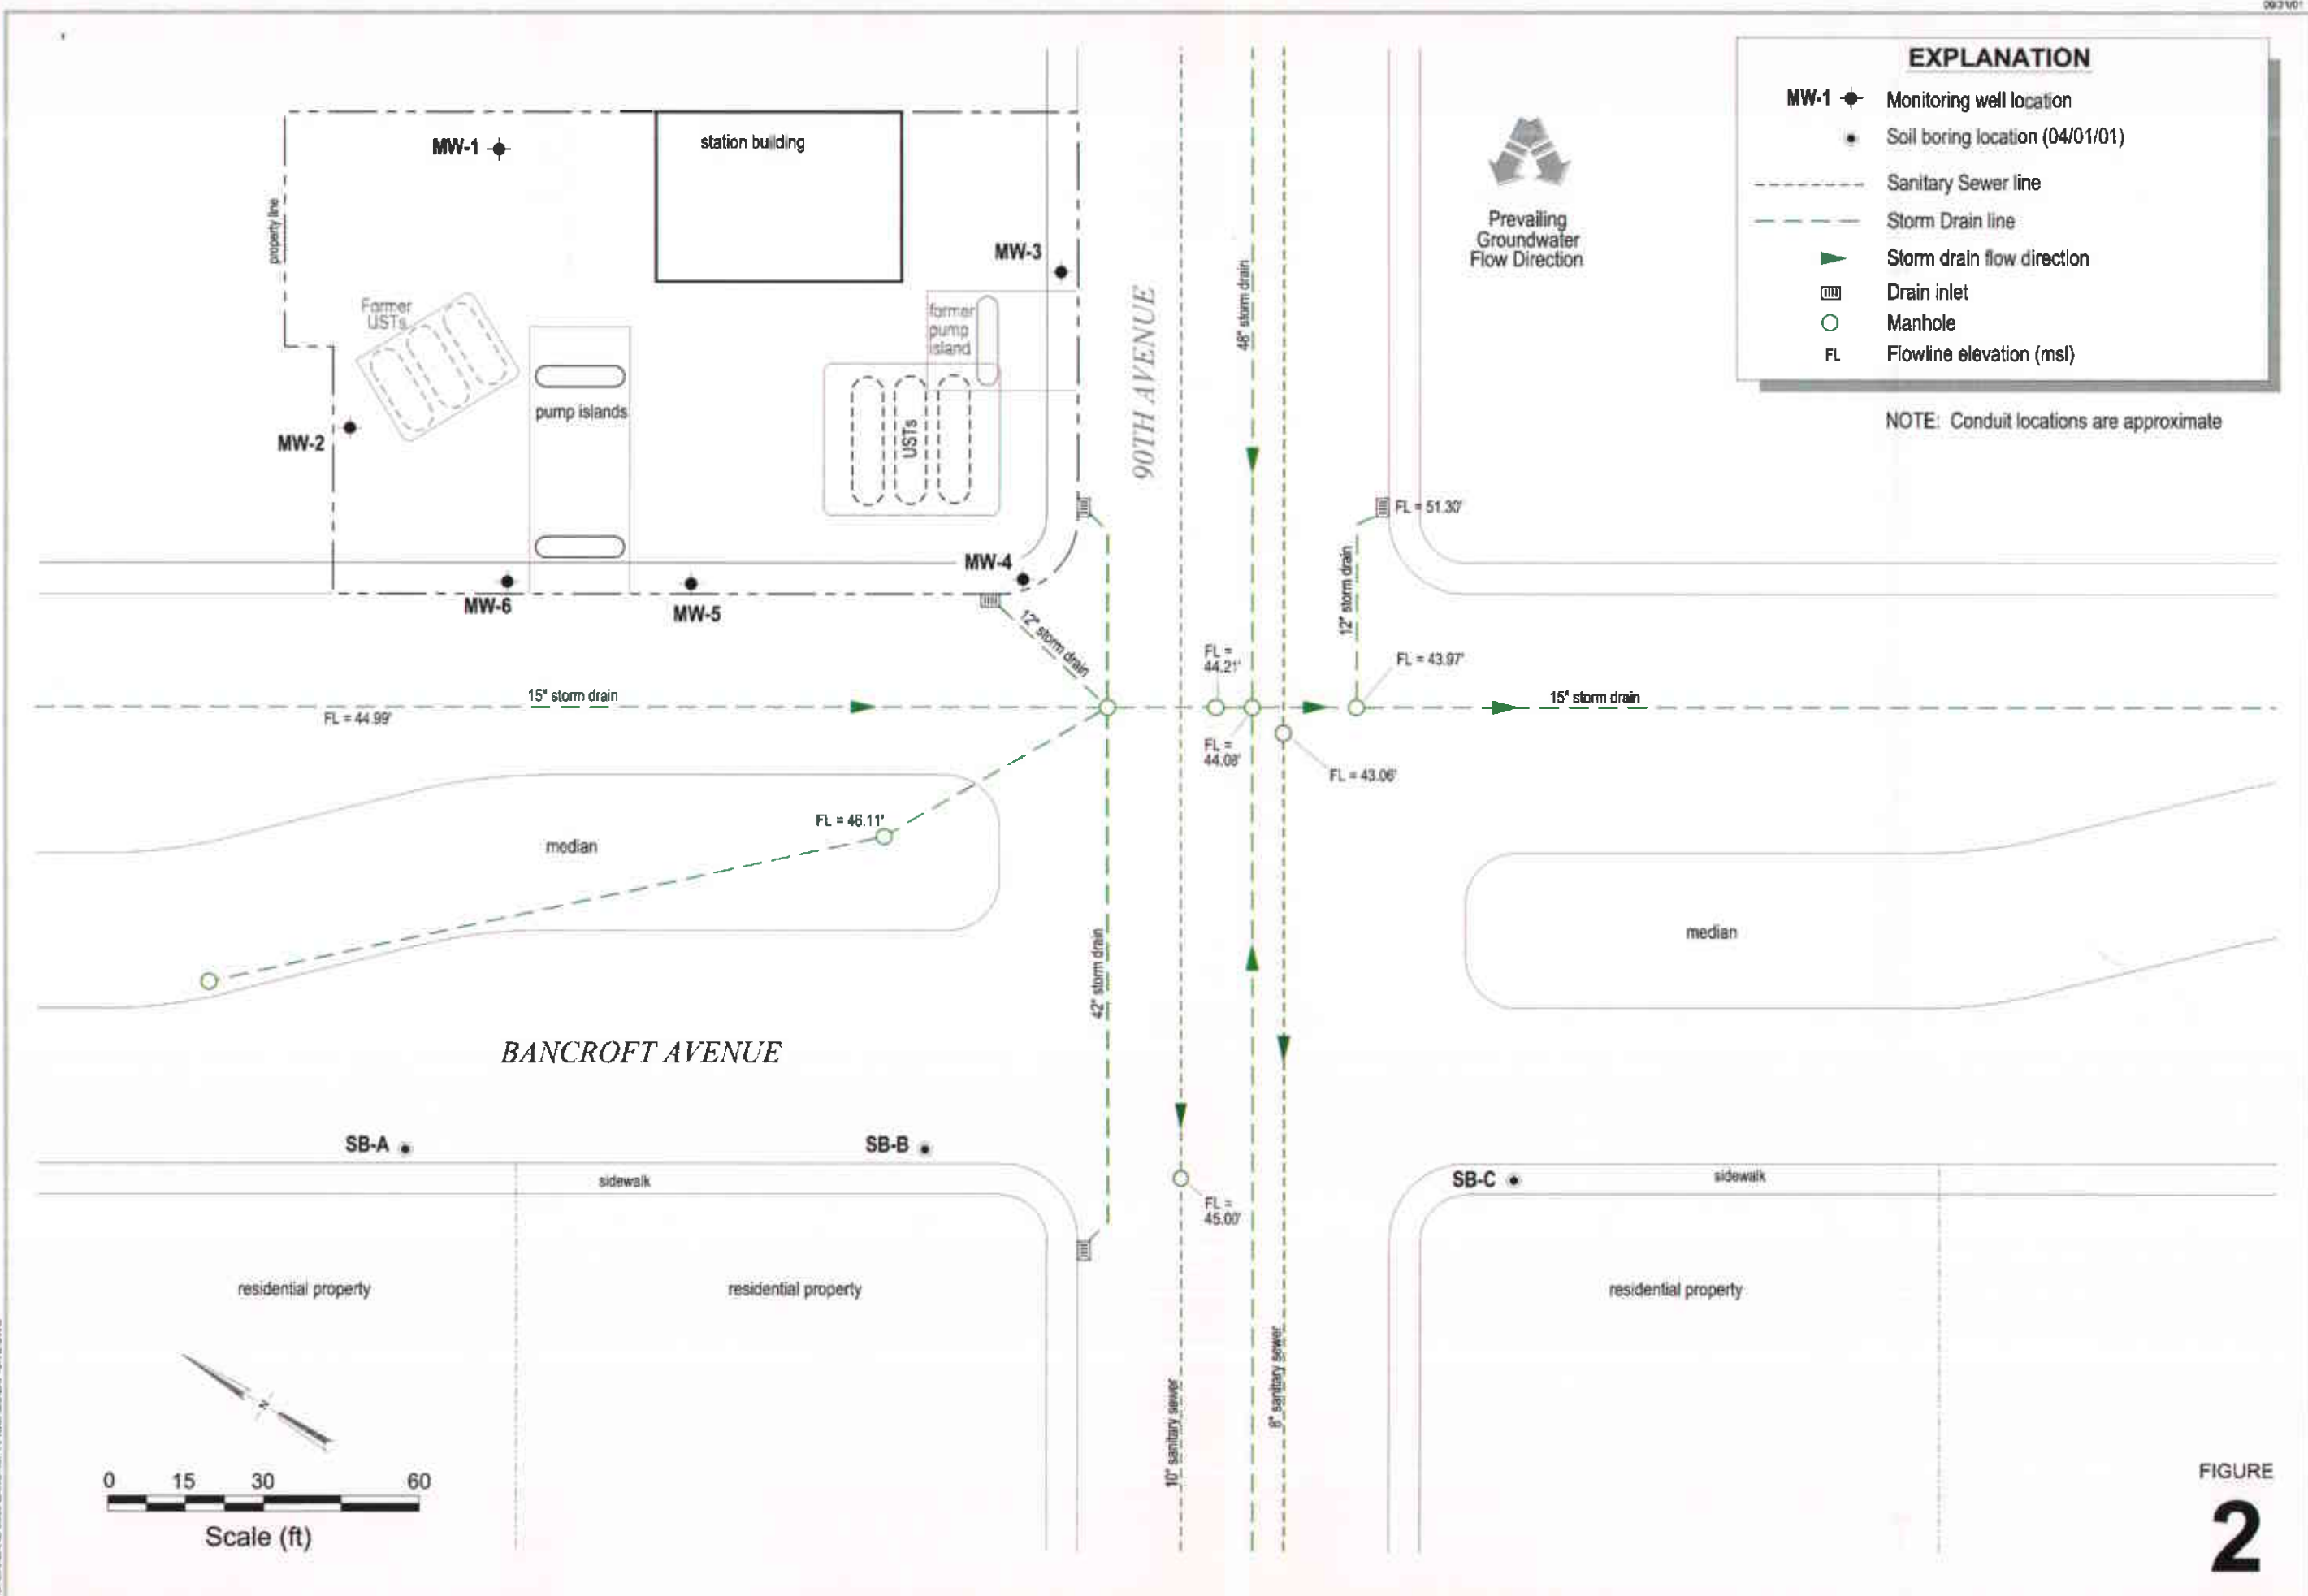 EXPLANATION
MW-1 Monitoring well location
Soil boring location (04/01/01)
Sanitary Sewer line
Storm Drain line
Storm drain flow direction
Drain inlet
Manhole
FL Flowline elevation (msl)
NOTE: Conduit locations are approximate
MW-1
station building
property line
MW-3
Prevailing
Groundwater
Flow Direction
Former
USTs
former
pump
island
48" storm drain
90TH AVENUE
pump islands
USTs
MW-2
FL = 51.30'
MW-4
MW-6
MW-5
12" storm drain
12" storm drain
FL =
44.21'
FL = 43.97'
15" storm drain
15" storm drain
FL = 44.99'
FL =
44.08'
FL = 43.06'
FL = 46.11'
median
median
42" storm drain
BANCROFT AVENUE
SB-A
SB-B
SB-C
sidewalk
sidewalk
FL =
45.00'
residential property
residential property
residential property
10" sanitary sewer
8" sanitary sewer
N
0 15 30 60
Scale (ft)
FIGURE
2